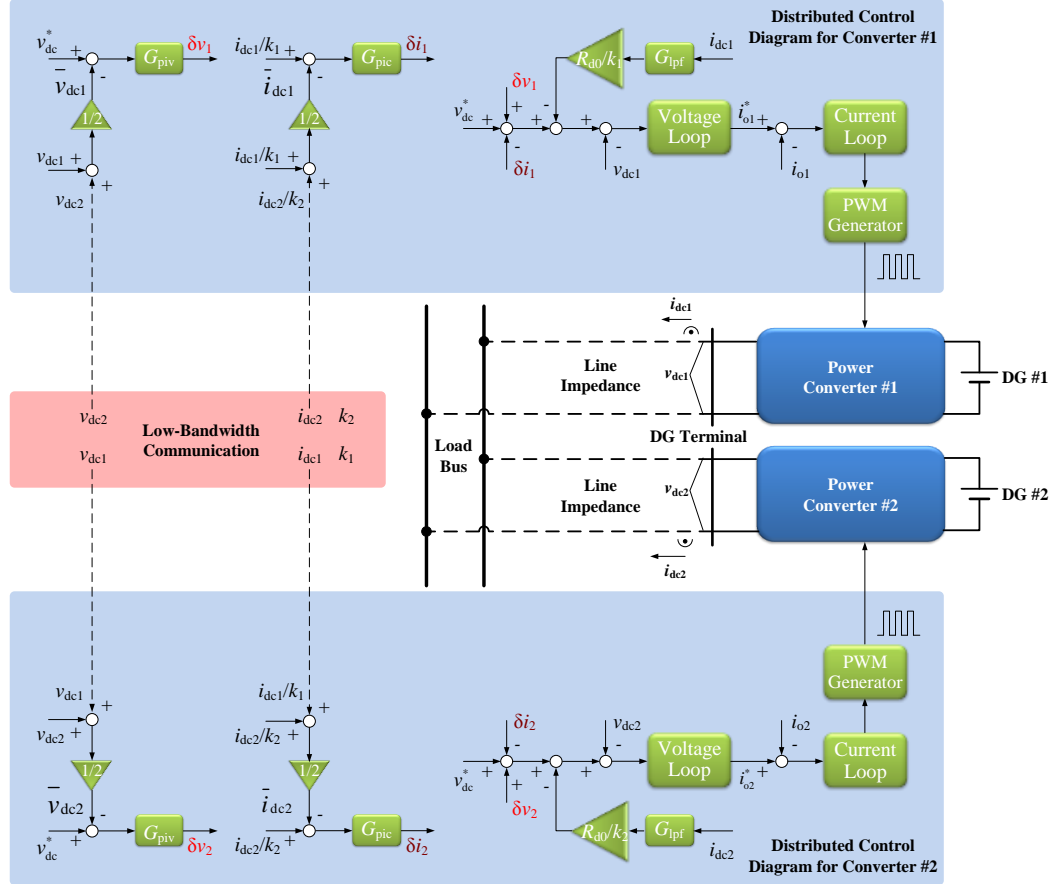 Distributed Control
Diagram for Converter #1
v*dc + - Gpiv δv1
v̄dc1
1/2
vdc1 +
+
vdc2
idc1/k1 + - Gpic δi1
īdc1
1/2
idc1/k1 +
+
idc2/k2
Rd0/k1 Glpf idc1
δv1
v*dc + + - + - + + - Voltage Loop i*o1 + - Current Loop
δi1 vdc1 io1
PWM
Generator
idc1
Line
Impedance
vdc1
Power
Converter #1
DG #1
vdc2 idc2 k2
Low-Bandwidth
Communication
vdc1 idc1 k1
Load
Bus
DG Terminal
Line
Impedance
vdc2
Power
Converter #2
DG #2
idc2
PWM
Generator
vdc1 +
vdc2 +
1/2
v̄dc2 -
v*dc + Gpiv δv2
idc1/k1 +
idc2/k2 +
1/2
īdc2 -
idc2/k2 + Gpic δi2
δi2 vdc2 io2
v*dc + - + + - + - + Voltage Loop i*o2 + - Current Loop
δv2
Rd0/k2 Glpf idc2
Distributed Control
Diagram for Converter #2